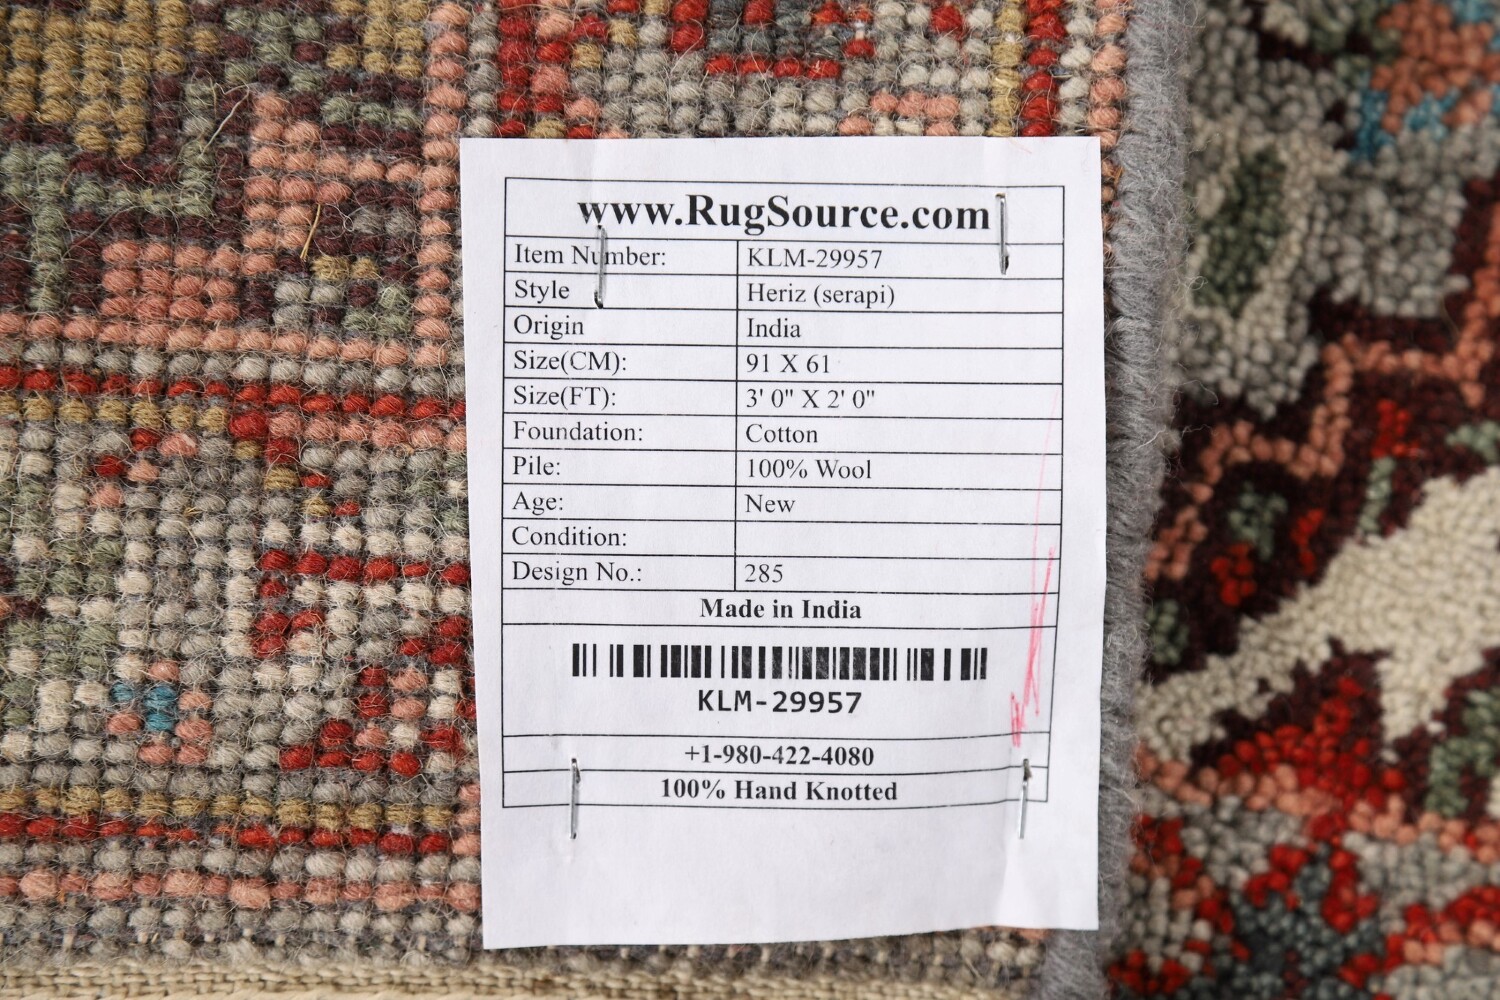 www.RugSource.com
Item Number: KLM-29957
Style Heriz (serapi)
Origin India
Size(CM): 91 X 61
Size(FT): 3' 0" X 2' 0"
Foundation: Cotton
Pile: 100% Wool
Age: New
Condition:
Design No.: 285
Made in India
KLM-29957
+1-980-422-4080
100% Hand Knotted